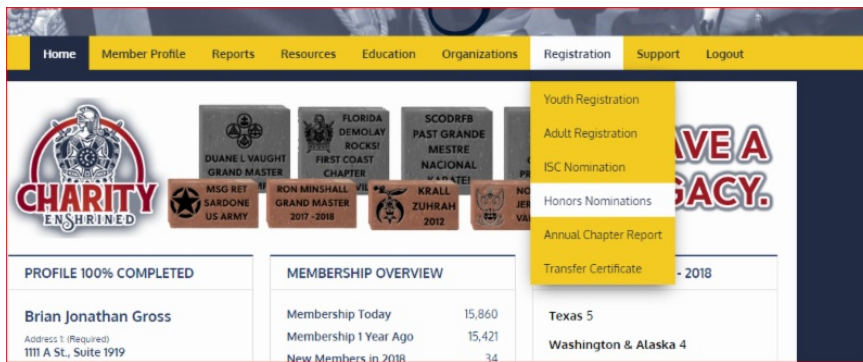 Home Member Profile Reports Resources Education Organizations Registration Support Logout
Youth Registration
Adult Registration
ISC Nomination
Honors Nominations
Annual Chapter Report
Transfer Certificate
CHARITY
ENSHRINED
DUANE L VAUGHT
GRAND MASTER
FLORIDA
DEMOLAY
ROCKS!
FIRST COAST
CHAPTER
SCODRFB
PAST GRANDE
MESTRE
NACIONAL
MSG RET
SARDONE
US ARMY
RON MINSHALL
GRAND MASTER
2017 -2018
KRALL
ZUHRAH
2012
AVE A
GACY.
PROFILE 100% COMPLETED
Brian Jonathan Gross
Address 1: (Required)
1111 A St., Suite 1919
MEMBERSHIP OVERVIEW
Membership Today 15,860
Membership 1 Year Ago 15,421
New Members in 2018 34
- 2018
Texas 5
Washington & Alaska 4